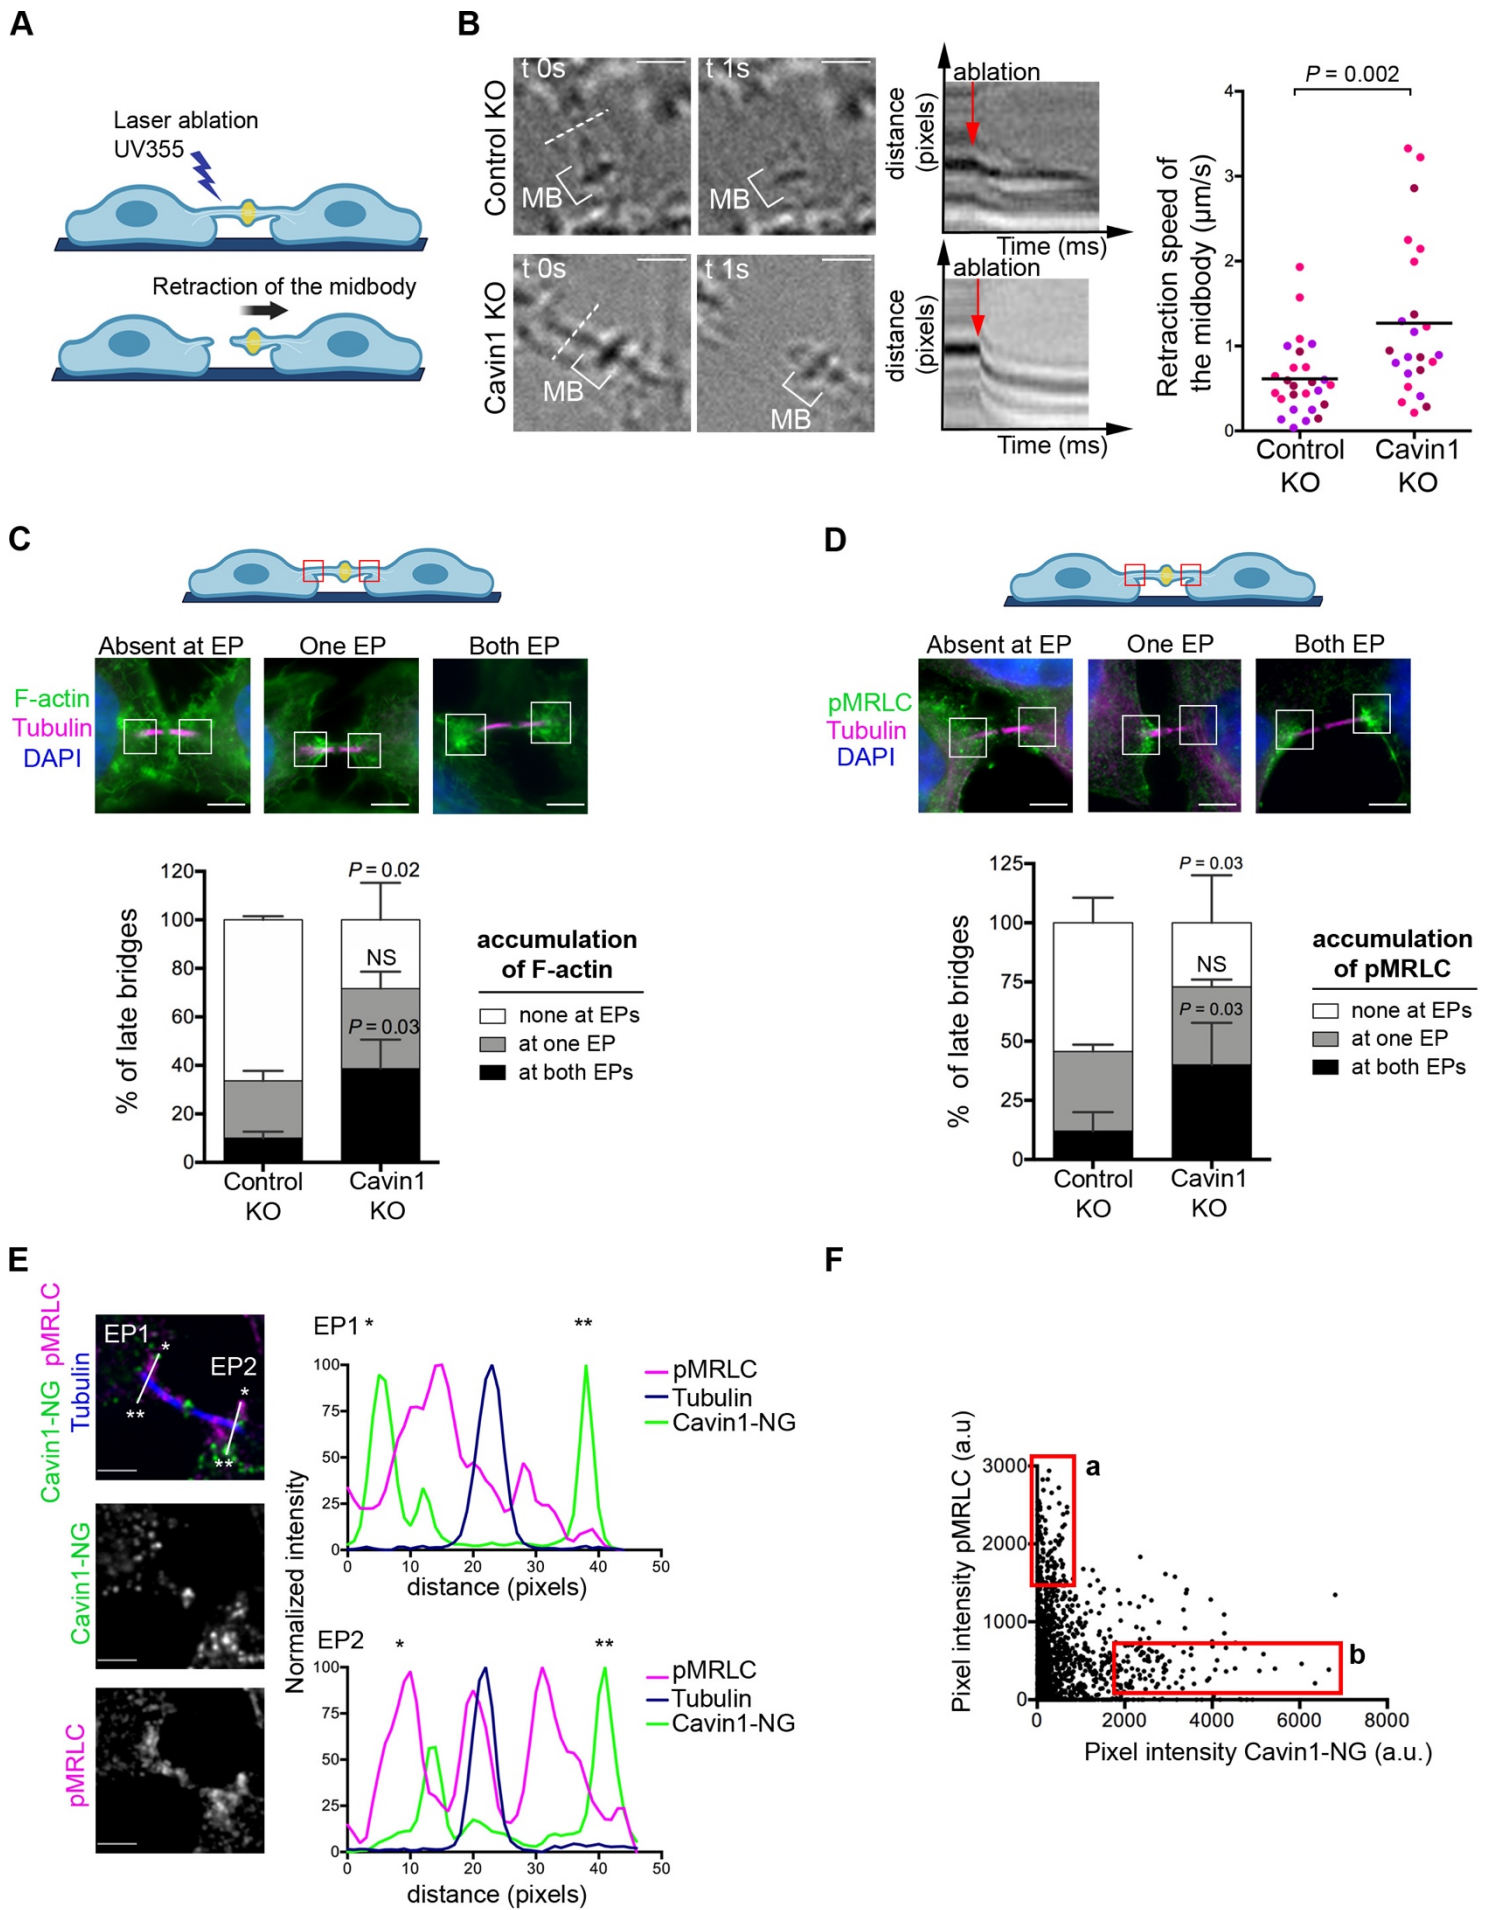 A
Laser ablation
UV355
Retraction of the midbody
B
Control KO
t 0s
MB
t 1s
MB
distance
(pixels)
ablation
Time (ms)
Cavin1 KO
t 0s
MB
t 1s
MB
distance
(pixels)
ablation
Time (ms)
Retraction speed of
the midbody (µm/s)
P = 0.002
4
3
2
1
0
Control
KO
Cavin1
KO
C
Absent at EP
One EP
Both EP
F-actin
Tubulin
DAPI
% of late bridges
120
100
80
60
40
20
0
P = 0.02
NS
P = 0.03
Control
KO
Cavin1
KO
accumulation
of F-actin
none at EPs
at one EP
at both EPs
D
Absent at EP
One EP
Both EP
pMRLC
Tubulin
DAPI
% of late bridges
125
100
75
50
25
0
P = 0.03
NS
P = 0.03
Control
KO
Cavin1
KO
accumulation
of pMRLC
none at EPs
at one EP
at both EPs
E
Cavin1-NG pMRLC
Tubulin
EP1
*
**
EP2
*
**
Cavin1-NG
pMRLC
Normalized intensity
EP1 * **
100
75
50
25
0
0 10 20 30 40 50
distance (pixels)
pMRLC
Tubulin
Cavin1-NG
EP2 * **
100
75
50
25
0
0 10 20 30 40 50
distance (pixels)
pMRLC
Tubulin
Cavin1-NG
F
Pixel intensity pMRLC (a.u)
3000
2000
1000
0
a
b
0 2000 4000 6000 8000
Pixel intensity Cavin1-NG (a.u.)